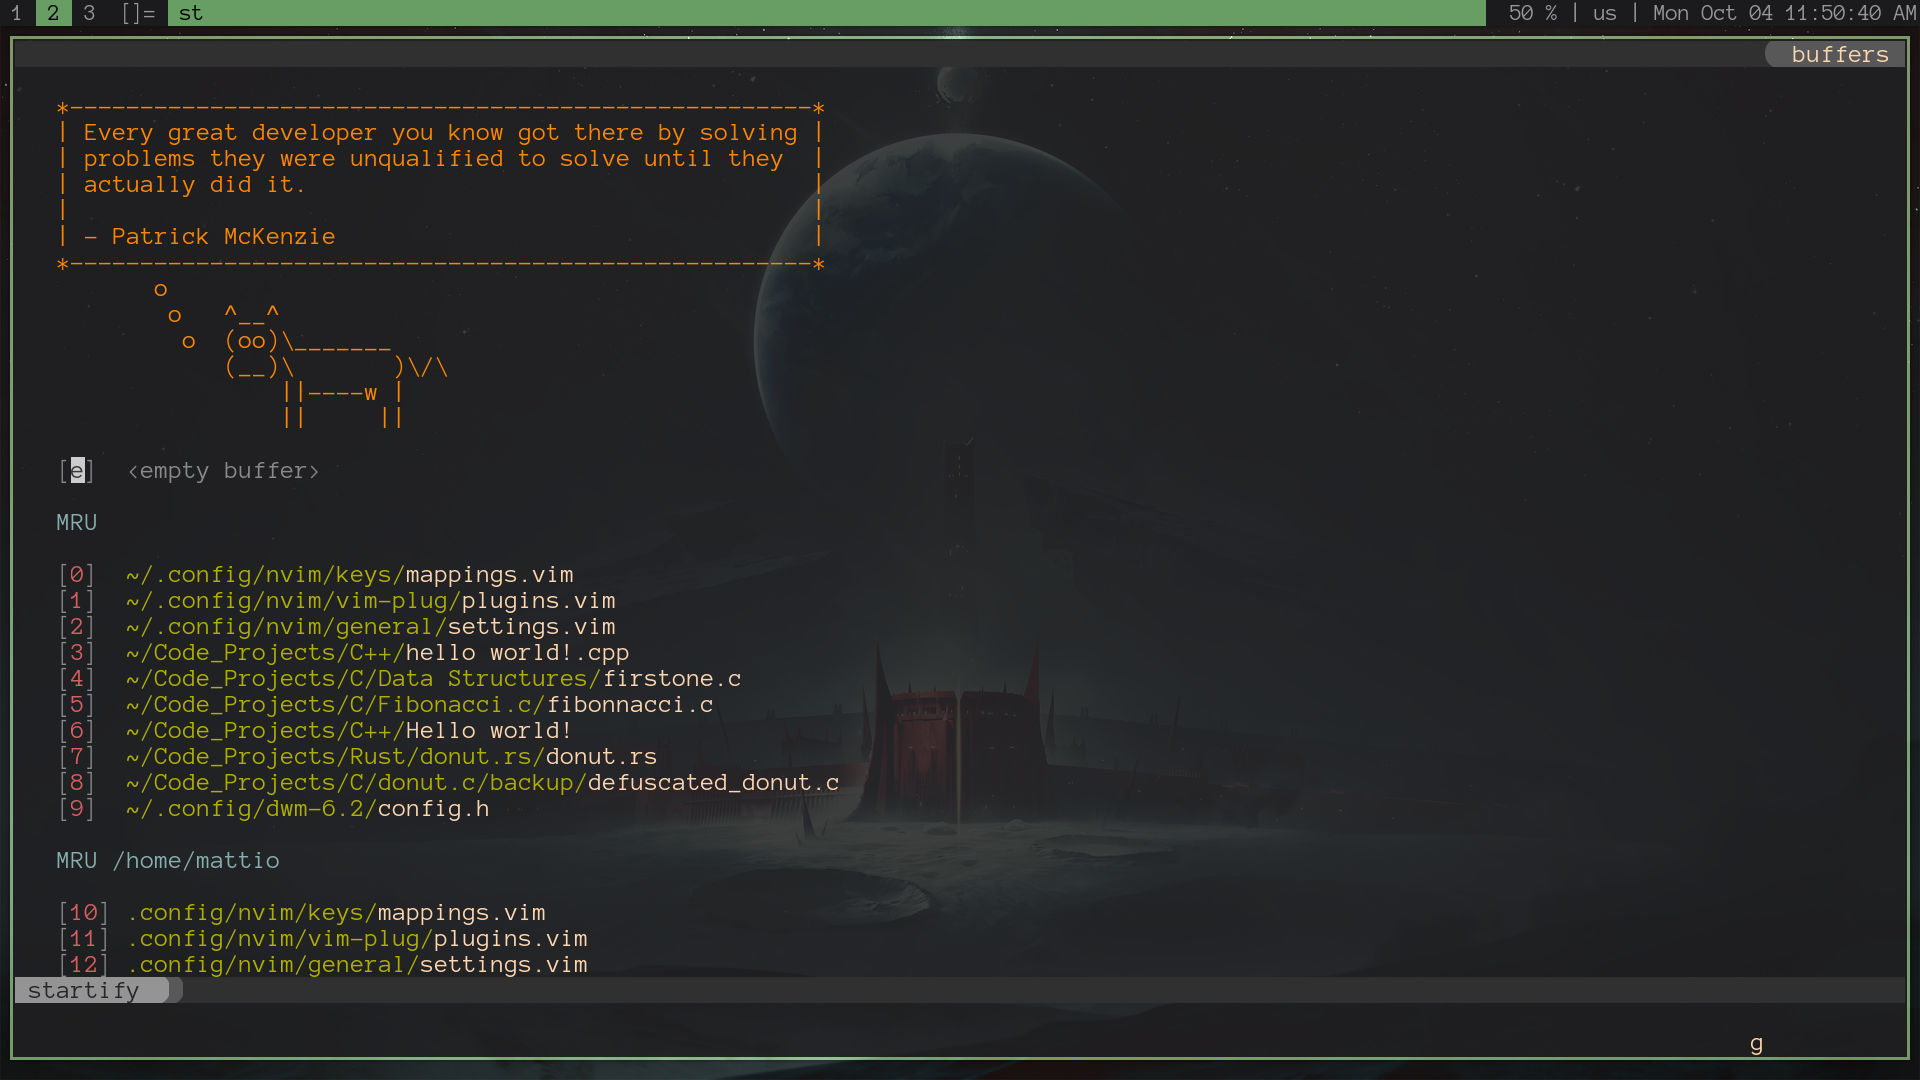 1 2 3 []= st 50 % | us | Mon Oct 04 11:50:40 AM
buffers
*-----------------------------------------------------*
| Every great developer you know got there by solving |
| problems they were unqualified to solve until they  |
| actually did it.                                    |
|                                                     |
| - Patrick McKenzie                                  |
*-----------------------------------------------------*
       o
        o   ^__^
         o  (oo)\_______
            (__)\       )\/\
                ||----w |
                ||     ||
[e]  <empty buffer>
MRU
[0]  ~/.config/nvim/keys/mappings.vim
[1]  ~/.config/nvim/vim-plug/plugins.vim
[2]  ~/.config/nvim/general/settings.vim
[3]  ~/Code_Projects/C++/hello world!.cpp
[4]  ~/Code_Projects/C/Data Structures/firstone.c
[5]  ~/Code_Projects/C/Fibonacci.c/fibonnacci.c
[6]  ~/Code_Projects/C++/Hello world!
[7]  ~/Code_Projects/Rust/donut.rs/donut.rs
[8]  ~/Code_Projects/C/donut.c/backup/defuscated_donut.c
[9]  ~/.config/dwm-6.2/config.h
MRU /home/mattio
[10] .config/nvim/keys/mappings.vim
[11] .config/nvim/vim-plug/plugins.vim
[12] .config/nvim/general/settings.vim
startify
g